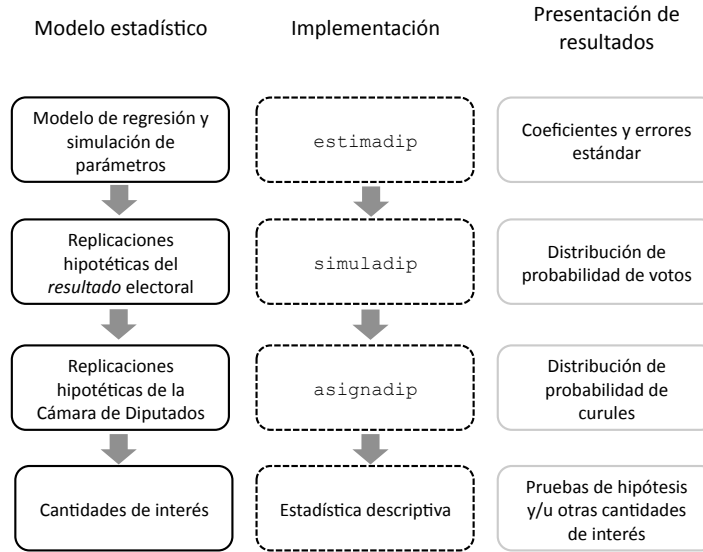 Modelo estadístico
Implementación
Presentación de
resultados
Modelo de regresión y
simulación de
parámetros
estimadip
Coeficientes y errores
estándar
Replicaciones
hipotéticas del
resultado electoral
simuladip
Distribución de
probabilidad de votos
Replicaciones
hipotéticas de la
Cámara de Diputados
asignadip
Distribución de
probabilidad de
curules
Cantidades de interés
Estadística descriptiva
Pruebas de hipótesis
y/u otras cantidades
de interés